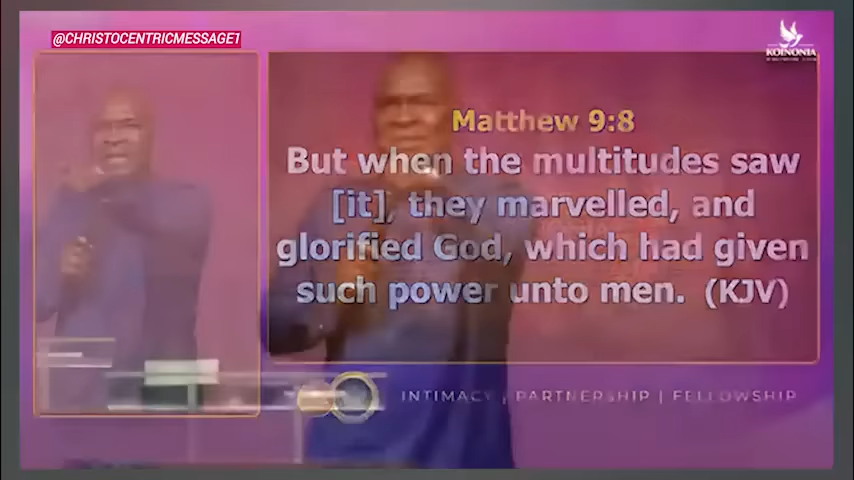 @CHRISTOCENTRICMESSAGE1
KOINONIA
Matthew 9:8
But when the multitudes saw
[it], they marvelled, and
glorified God, which had given
such power unto men. (KJV)
INTIMACY | PARTNERSHIP | FELLOWSHIP